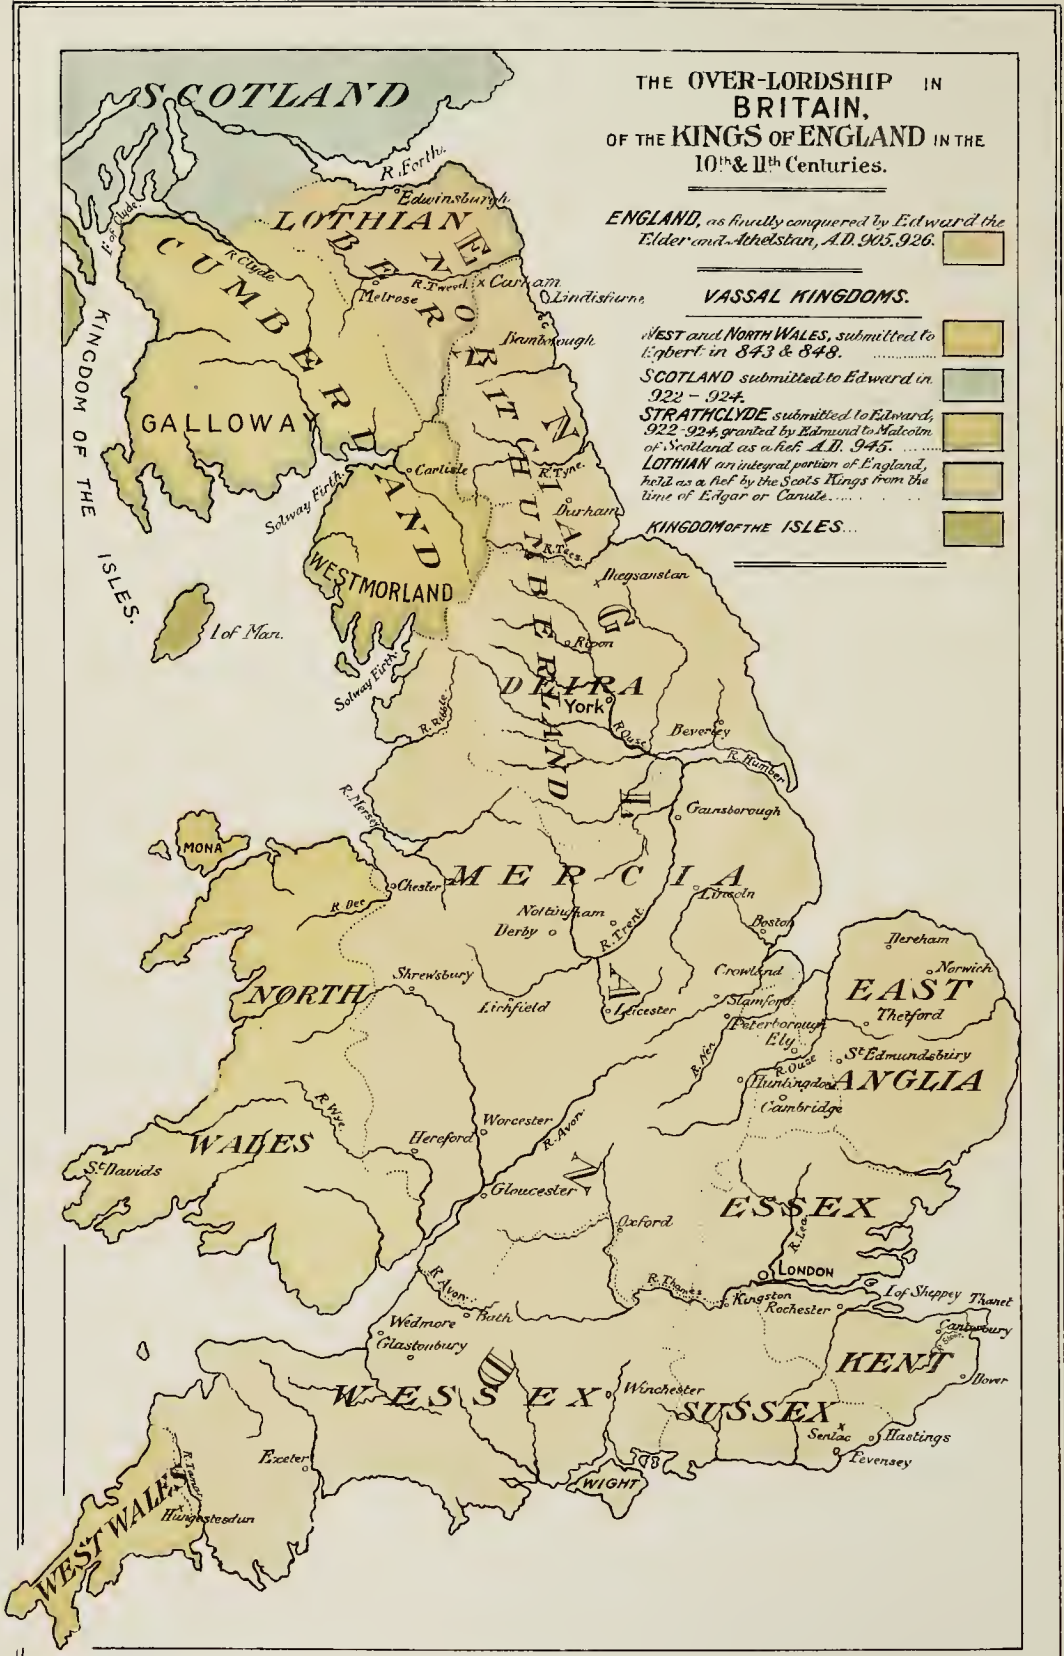 THE OVER-LORDSHIP IN
BRITAIN,
OF THE KINGS OF ENGLAND IN THE
10th & 11th Centuries.
ENGLAND, as finally conquered by Edward the
Elder and Athelstan, A.D. 905, 926.
VASSAL KINGDOMS.
WEST and NORTH WALES, submitted to
Egbert in 843 & 848.
SCOTLAND submitted to Edward in
922 - 924.
STRATHCLYDE submitted to Edward,
922-924, granted by Edmund to Malcolm
of Scotland as a fief, A.D. 945.
LOTHIAN an integral portion of England,
held as a fief by the Scots Kings from the
time of Edgar or Canute.
KINGDOM OF THE ISLES
SCOTLAND
R. Forth.
Edwinsburgh
LOTHIAN
F. of Clyde
R. Clyde
CUMBERLAND
BERNICIA
ENGLAND
Melrose
R. Tweed
Carham
Lindisfarne
Bamborough
KINGDOM OF THE ISLES.
GALLOWAY
Carlisle
Solway Firth.
R. Tyne.
Durham
R. Tees.
WESTMORLAND
NORTHUMBERLAND
Thegsanstan
I of Man.
Ripon
Solway Firth.
DEIRA
York
R. Ribble
R. Ouse
Beverley
R. Humber
R. Mersey
Gainsborough
MONA
MERCIA
Chester
R. Dee
Lincoln
Nottingham
Derby
R. Trent
Boston
Dereham
Norwich
Crowland
NORTH
Shrewsbury
Lichfield
Leicester
Stamford
EAST
Thetford
Peterborough
Ely
R. Nen
R. Ouse
St Edmundsbury
Huntingdon
ANGLIA
Cambridge
R. Wye
Worcester
R. Avon
WALES
Hereford
St Davids
Gloucester
ESSEX
Oxford
R. Lea
LONDON
R. Avon
R. Thames
Kingston
Rochester
I of Sheppey
Thanet
Wedmore
Bath
Canterbury
Glastonbury
KENT
Dover
WESSEX
Winchester
SUSSEX
Senlac
Hastings
Pevensey
Exeter
WIGHT
R. Tamar
WEST WALES
Hungestesdun